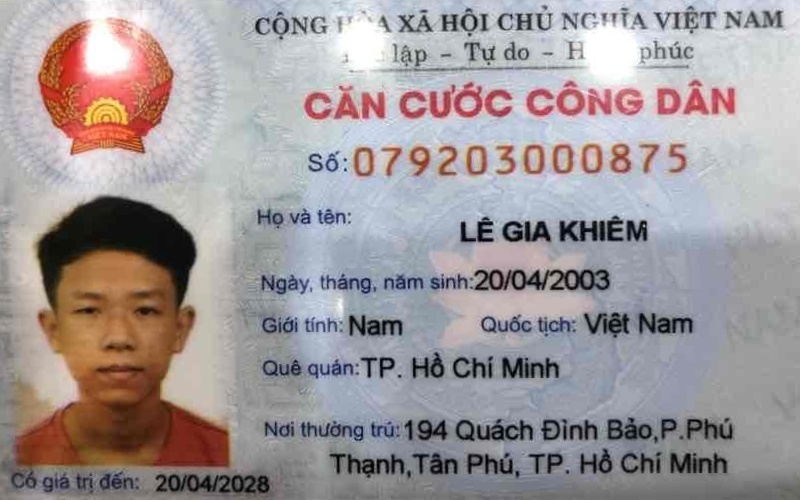 CỘNG XÃ HỘI CHỦ NGHĨA VIỆT NAM
lập – Tự do – phúc
CĂN CƯỚC CÔNG DÂN
Số: 079203000875
Họ và tên:
LÊ GIA KHIÊM
Ngày, tháng, năm sinh: 20/04/2003
Giới tính: Nam Quốc tịch: Việt Nam
Quê quán: TP. Hồ Chí Minh
Nơi thường trú: 194 Quách Đình Bảo,P.Phú
Thạnh,Tân Phú, TP. Hồ Chí Minh
Có giá trị đến: 20/04/2028